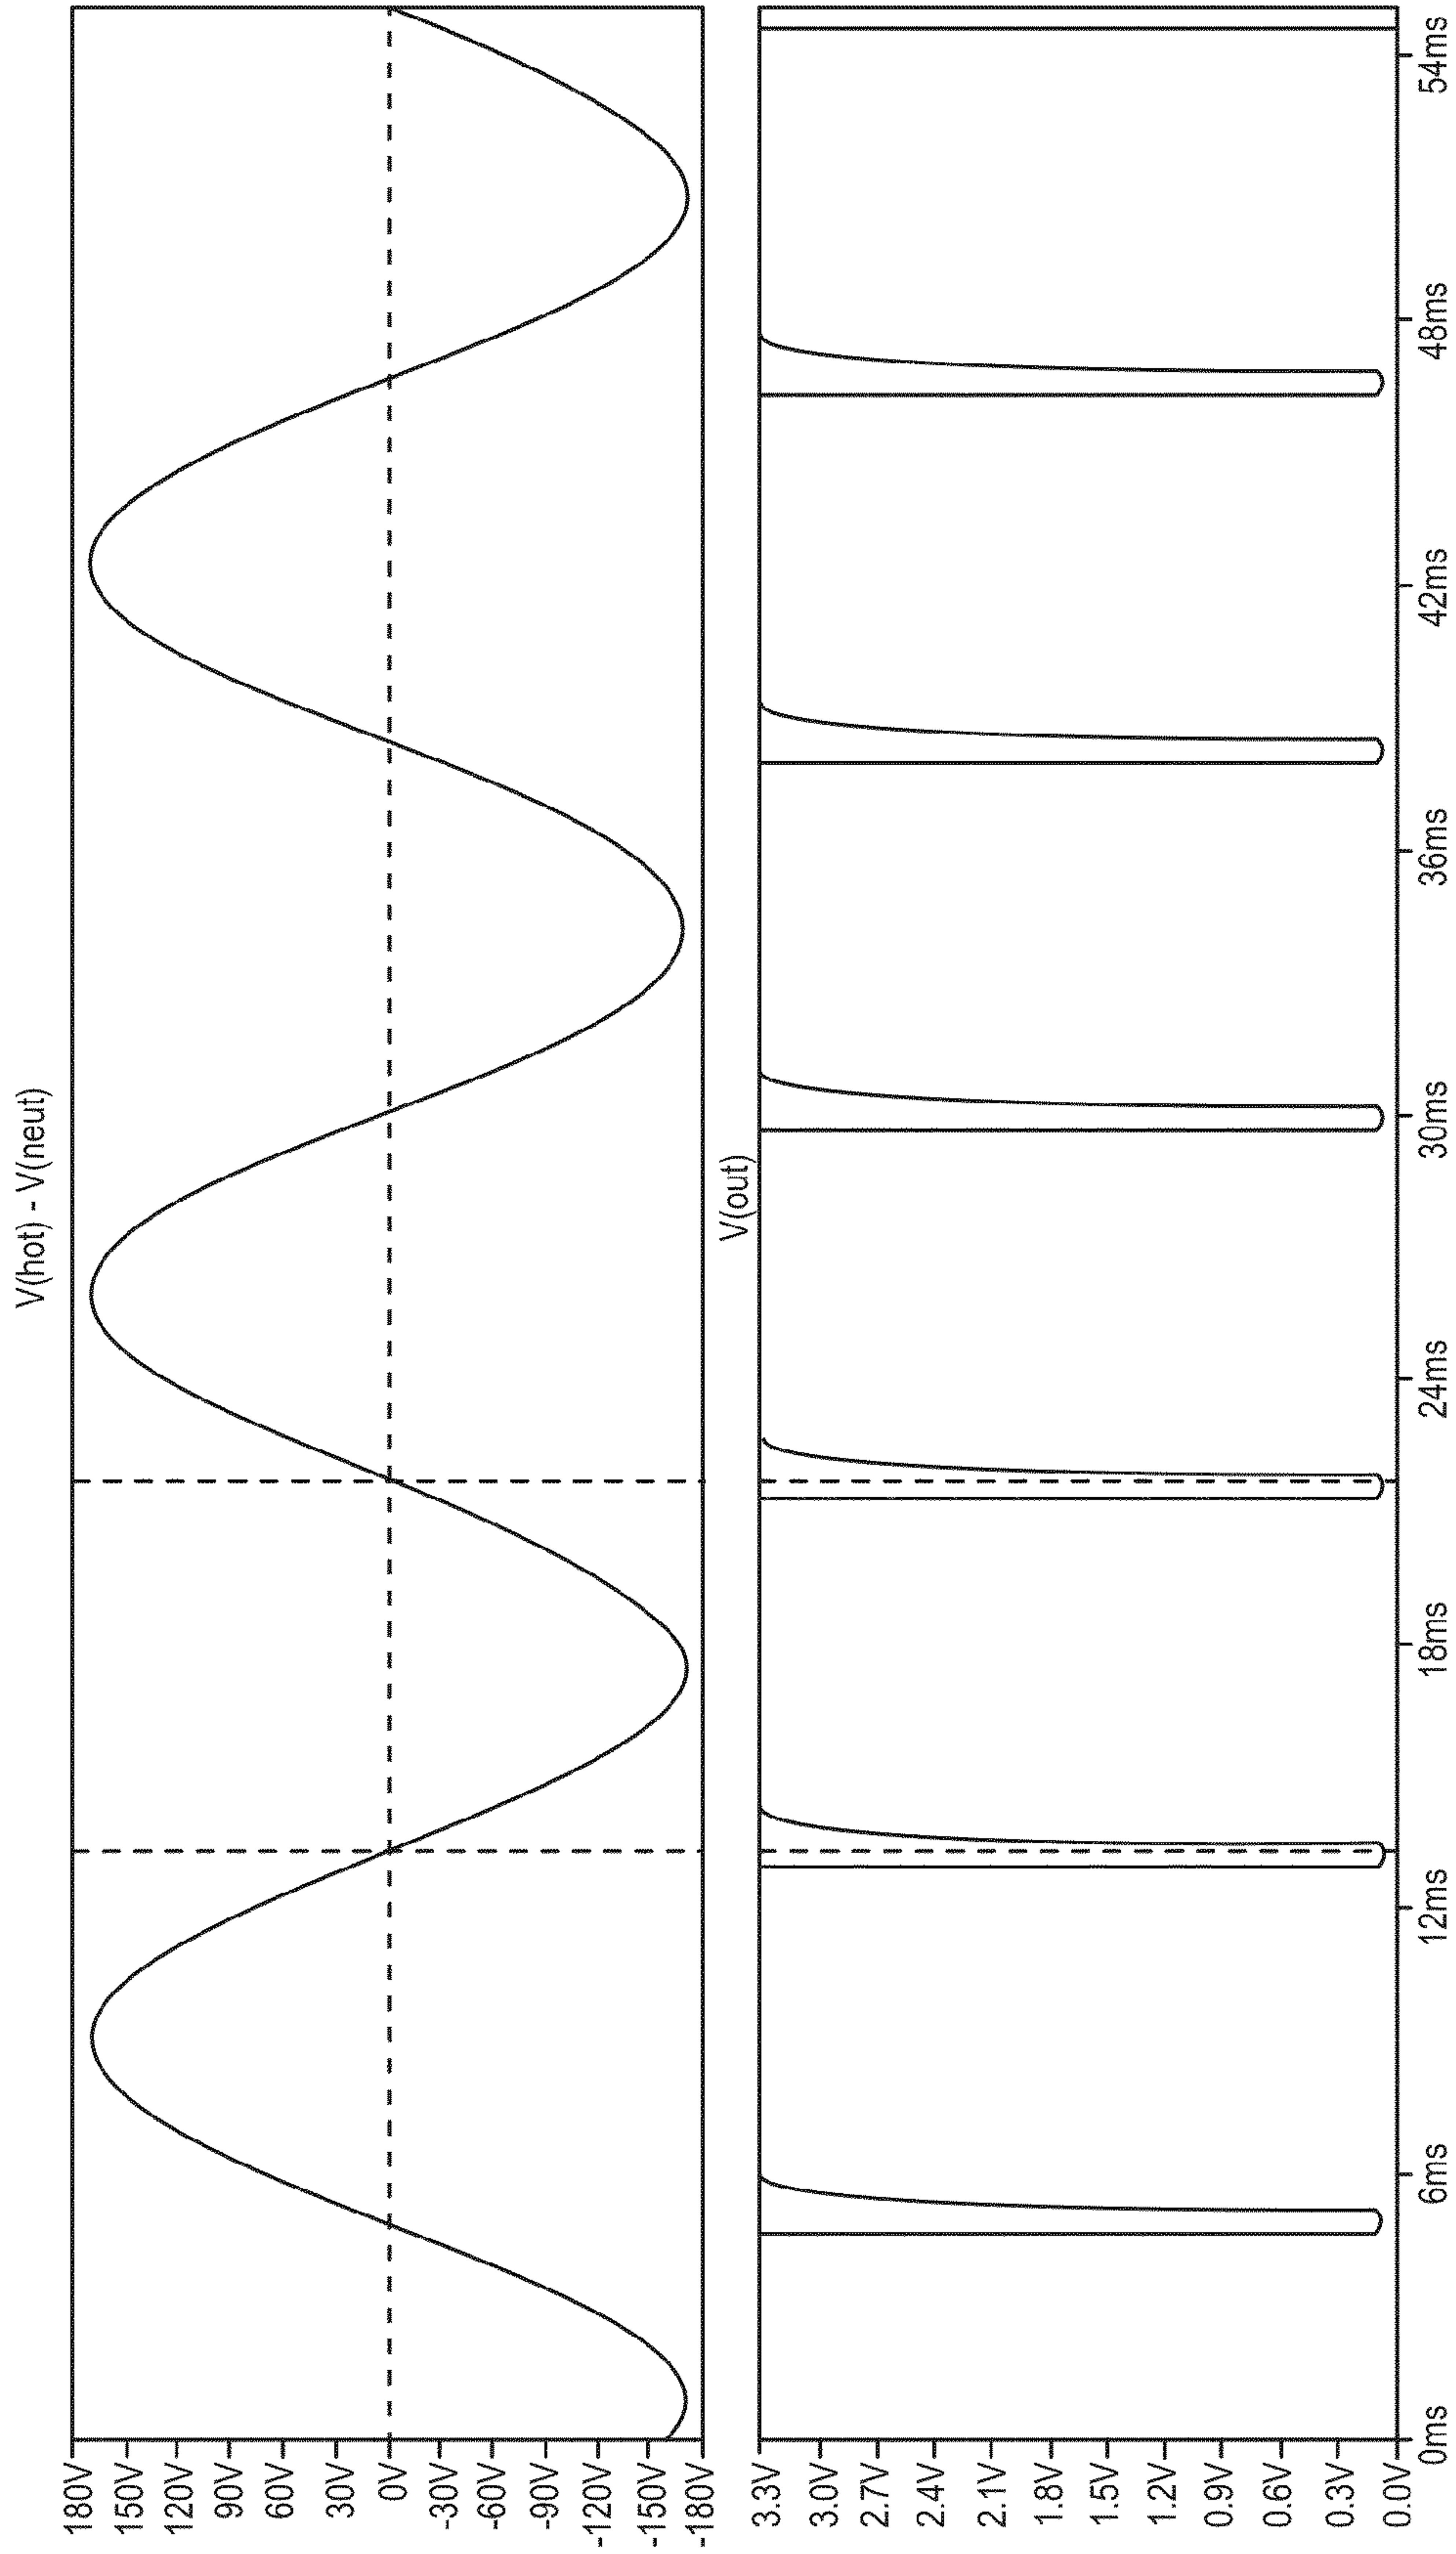 V(hot) - V(neut)
180V
150V
120V
90V
60V
30V
0V
-30V
-60V
-90V
-120V
-150V
-180V
V(out)
3.3V
3.0V
2.7V
2.4V
2.1V
1.8V
1.5V
1.2V
0.9V
0.6V
0.3V
0.0V
0ms
6ms
12ms
18ms
24ms
30ms
36ms
42ms
48ms
54ms